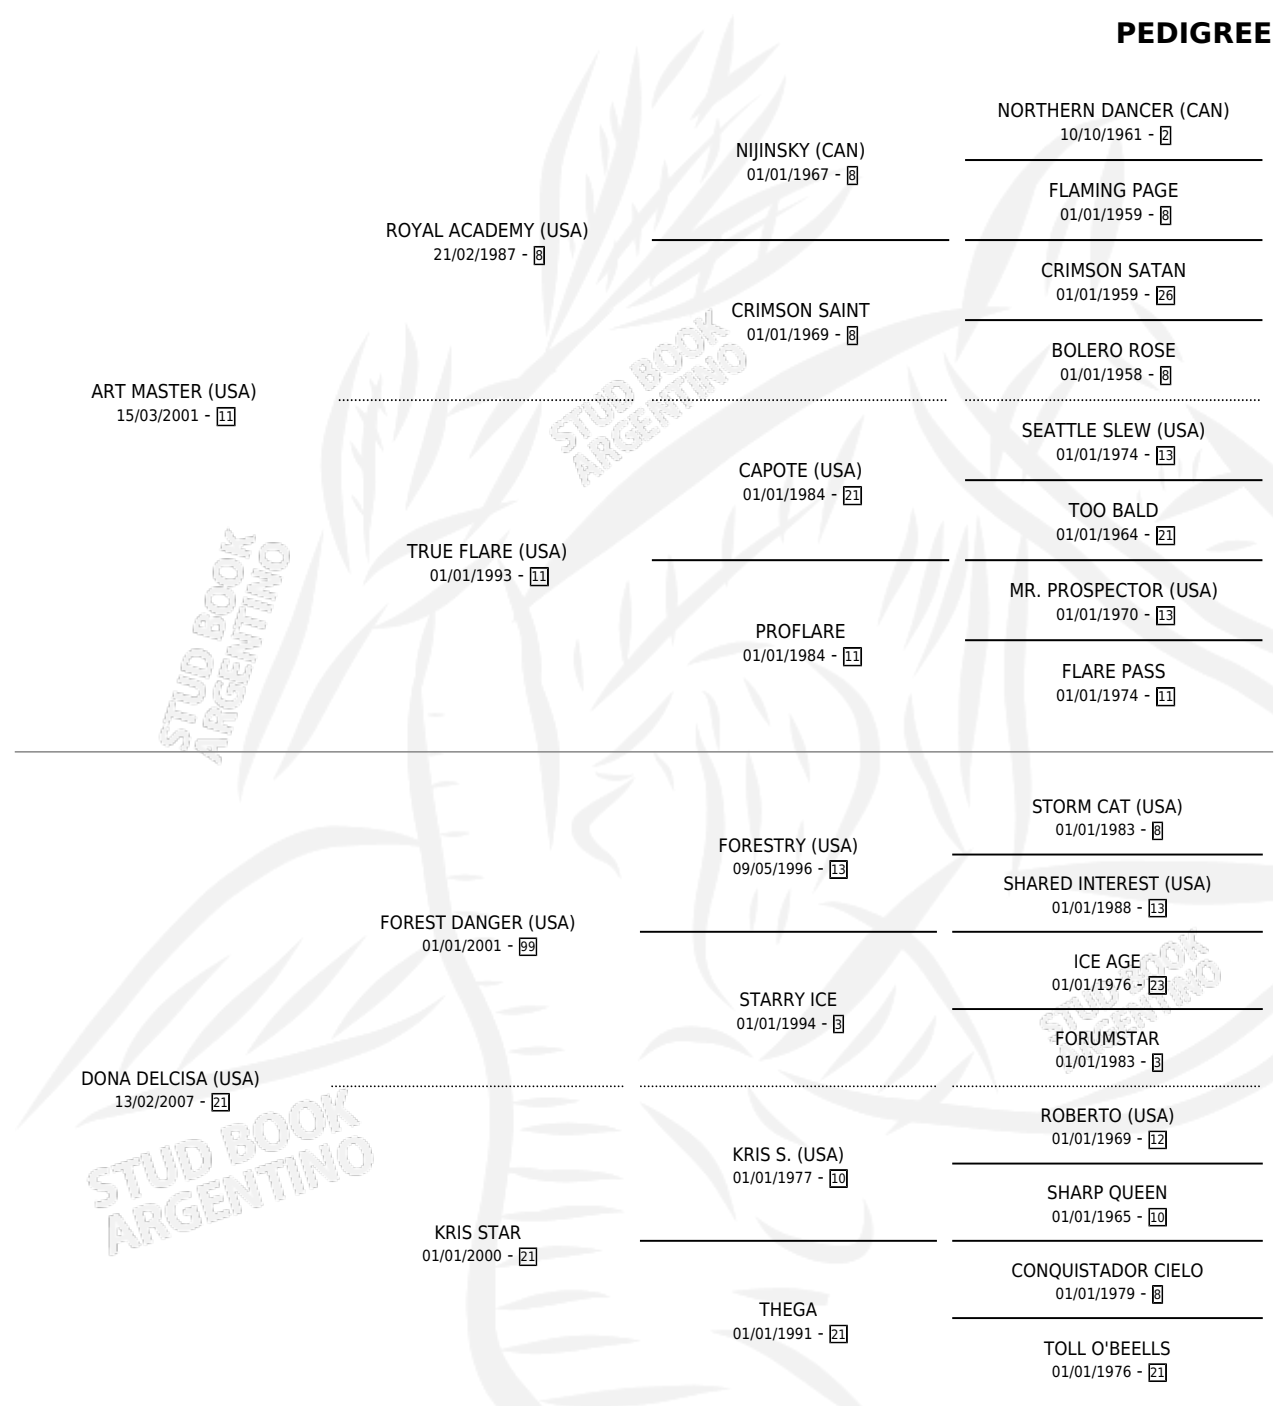 PEDIGREE
NORTHERN DANCER (CAN)
10/10/1961 - 2
NIJINSKY (CAN)
01/01/1967 - 8
FLAMING PAGE
01/01/1959 - 8
ROYAL ACADEMY (USA)
21/02/1987 - 8
CRIMSON SATAN
01/01/1959 - 26
CRIMSON SAINT
01/01/1969 - 8
BOLERO ROSE
01/01/1958 - 8
STUD BOOK
ARGENTINO
ART MASTER (USA)
15/03/2001 - 11
SEATTLE SLEW (USA)
01/01/1974 - 13
CAPOTE (USA)
01/01/1984 - 21
TOO BALD
01/01/1964 - 21
TRUE FLARE (USA)
01/01/1993 - 11
MR. PROSPECTOR (USA)
01/01/1970 - 13
PROFLARE
01/01/1984 - 11
FLARE PASS
01/01/1974 - 11
STUD BOOK
ARGENTINO
STORM CAT (USA)
01/01/1983 - 8
FORESTRY (USA)
09/05/1996 - 13
SHARED INTEREST (USA)
01/01/1988 - 13
FOREST DANGER (USA)
01/01/2001 - 99
ICE AGE
01/01/1976 - 23
STARRY ICE
01/01/1994 - 3
FORUMSTAR
01/01/1983 - 3
STUD BOOK
ARGENTINO
DONA DELCISA (USA)
13/02/2007 - 21
ROBERTO (USA)
01/01/1969 - 12
KRIS S. (USA)
01/01/1977 - 10
SHARP QUEEN
01/01/1965 - 10
STUD BOOK
ARGENTINO
KRIS STAR
01/01/2000 - 21
CONQUISTADOR CIELO
01/01/1979 - 8
THEGA
01/01/1991 - 21
TOLL O'BEELLS
01/01/1976 - 21